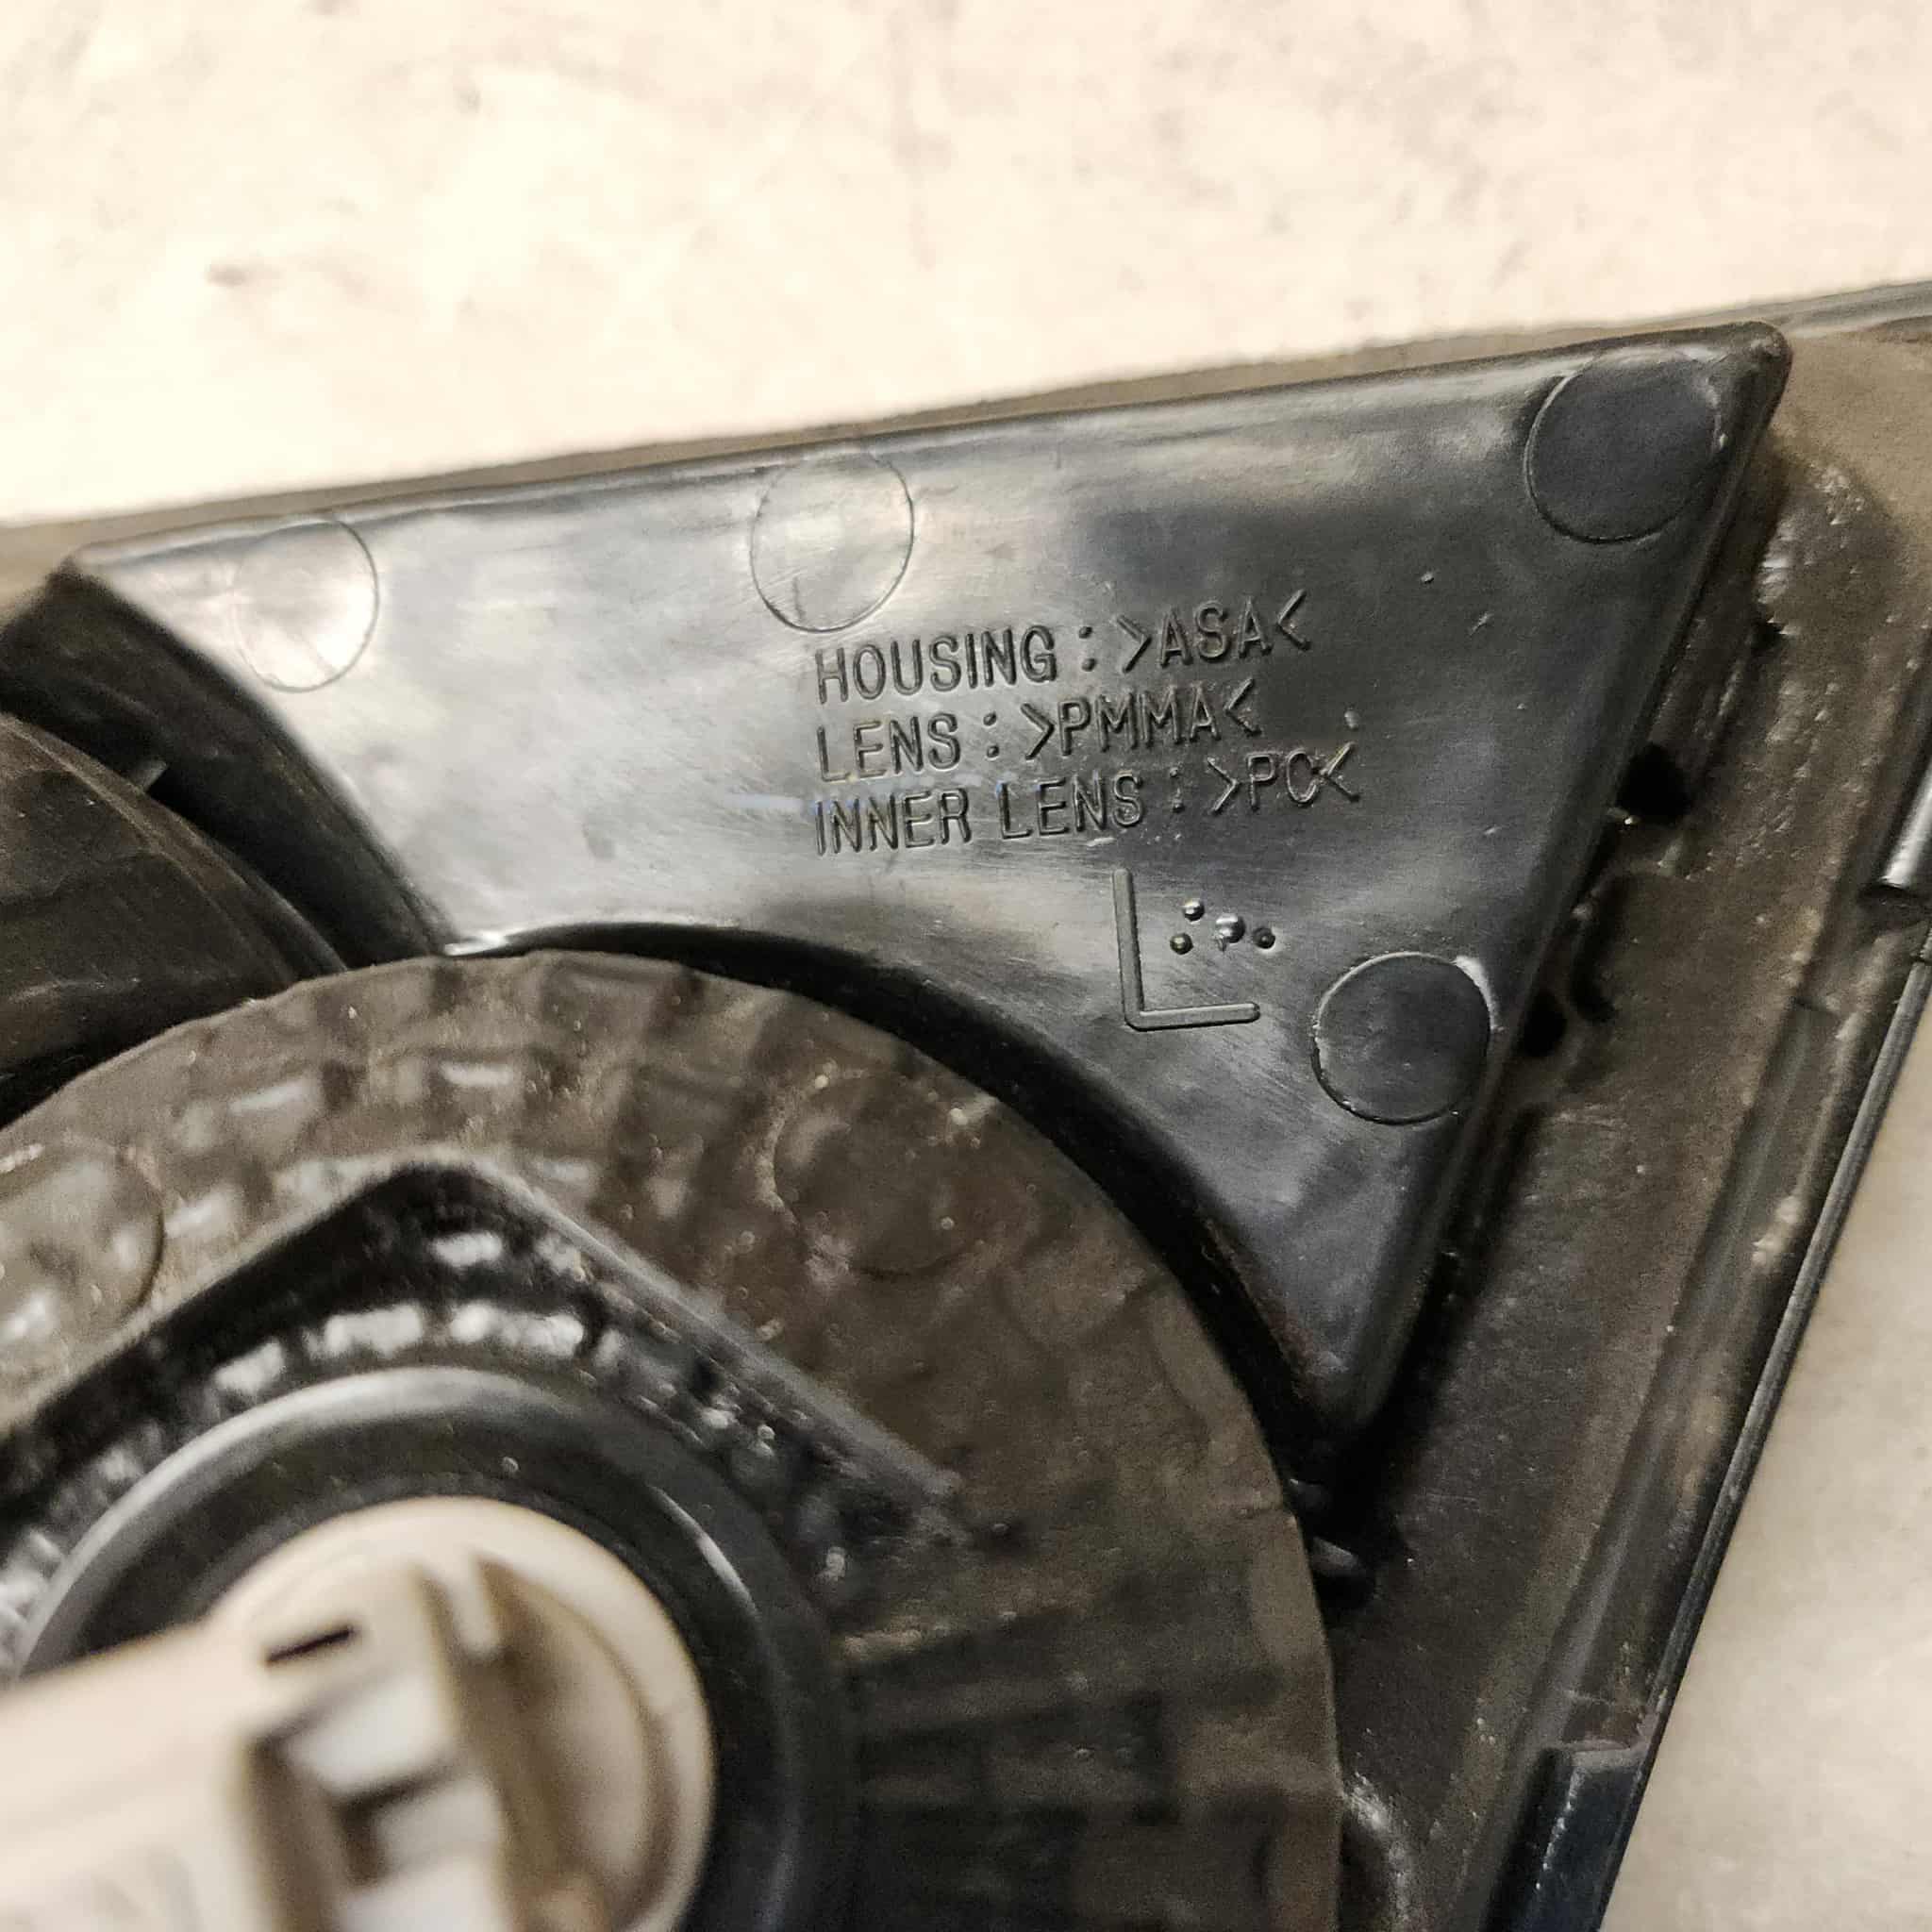 HOUSING : >ASA<
LENS : >PMMA<
INNER LENS : >PC<
L